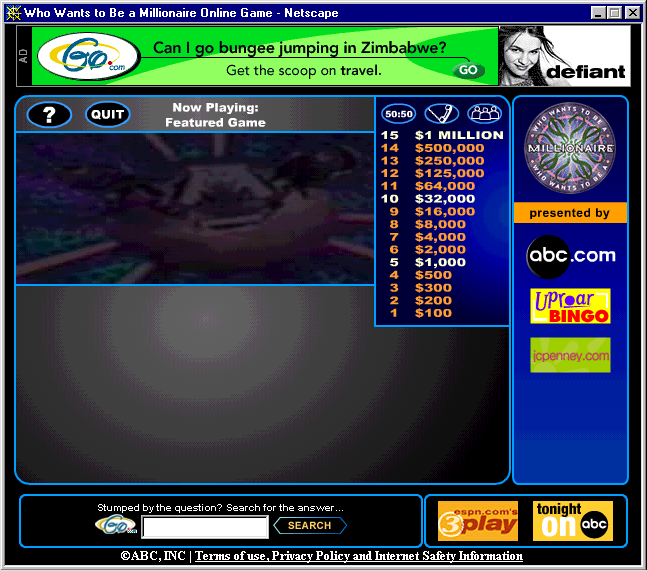 Who Wants to Be a Millionaire Online Game - Netscape
AD
Go.com
Can I go bungee jumping in Zimbabwe?
Get the scoop on travel.
GO
defiant
?
QUIT
Now Playing:
Featured Game
50:50
15 $1 MILLION
14 $500,000
13 $250,000
12 $125,000
11 $64,000
10 $32,000
9 $16,000
8 $8,000
7 $4,000
6 $2,000
5 $1,000
4 $500
3 $300
2 $200
1 $100
WHO WANTS TO BE A
MILLIONAIRE
WHO WANTS TO BE A
presented by
abc.com
Uproar
BINGO
jcpenney.com
Stumped by the question? Search for the answer...
Go.com
SEARCH
espn.com's
3play
tonight
on abc
©ABC, INC | Terms of use, Privacy Policy and Internet Safety Information